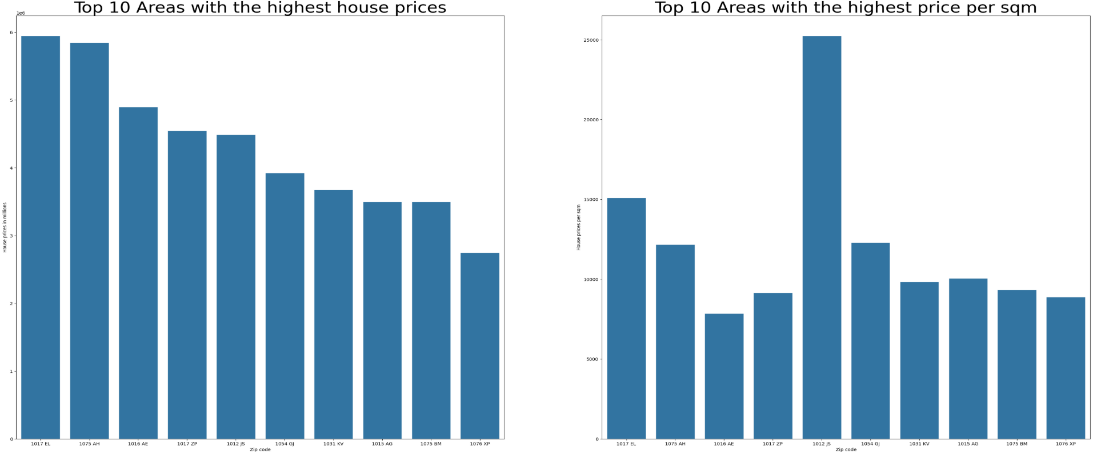 Top 10 Areas with the highest house prices
1e6
6
5
4
3
2
1
0
House prices in millions
1017 EL 1075 AH 1016 AE 1017 ZP 1012 JS 1054 GJ 1031 KV 1015 AG 1075 BM 1076 XP
Zip code
Top 10 Areas with the highest price per sqm
25000
20000
15000
10000
5000
0
House prices per sqm
1017 EL 1075 AH 1016 AE 1017 ZP 1012 JS 1054 GJ 1031 KV 1015 AG 1075 BM 1076 XP
Zip code